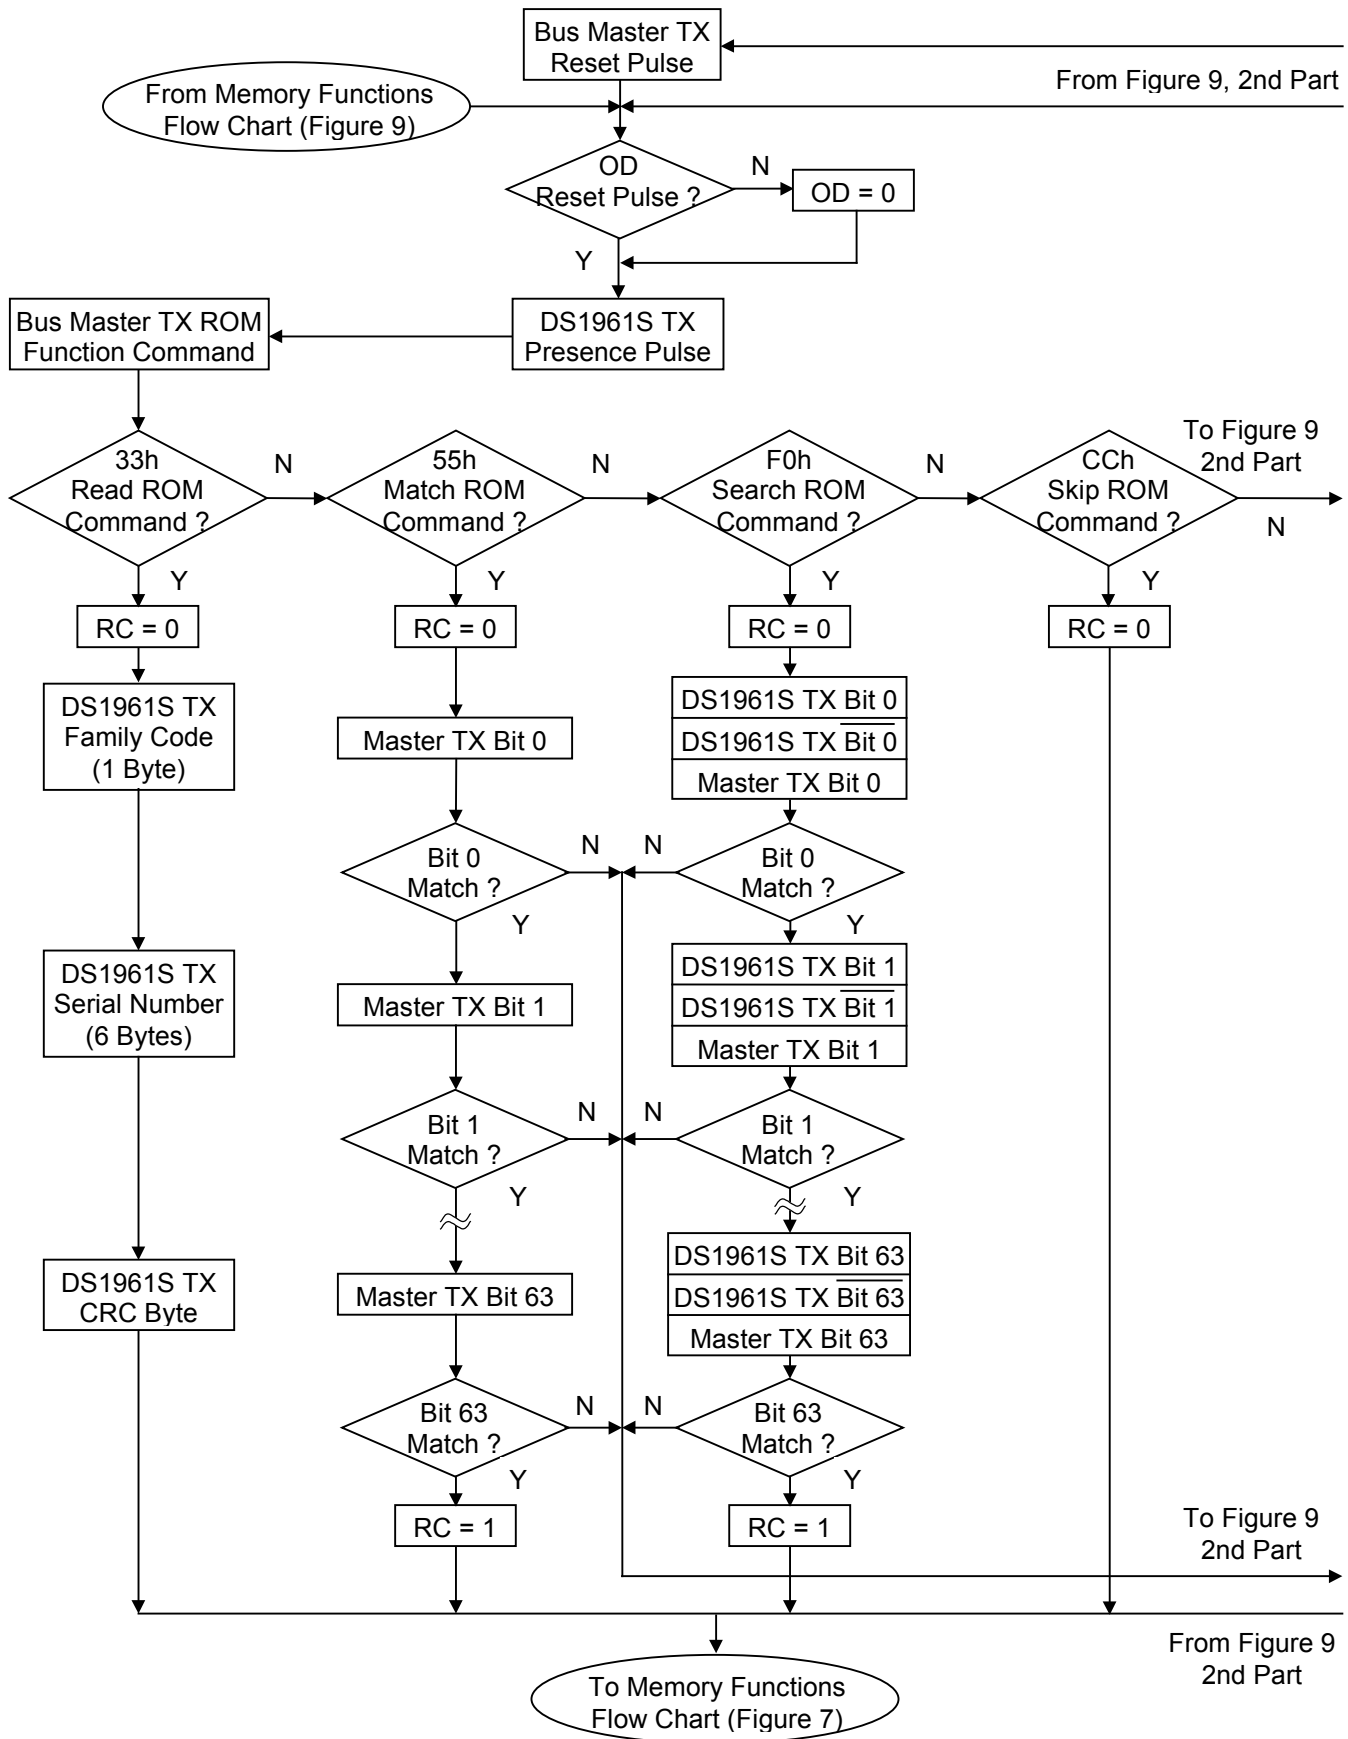 Bus Master TX
Reset Pulse
From Figure 9, 2nd Part
From Memory Functions
Flow Chart (Figure 9)
OD
Reset Pulse ?
N
OD = 0
Y
Bus Master TX ROM
Function Command
DS1961S TX
Presence Pulse
To Figure 9
2nd Part
33h
Read ROM
Command ?
N
55h
Match ROM
Command ?
N
F0h
Search ROM
Command ?
N
CCh
Skip ROM
Command ?
N
Y
Y
Y
Y
RC = 0
RC = 0
RC = 0
RC = 0
DS1961S TX
Family Code
(1 Byte)
Master TX Bit 0
DS1961S TX Bit 0
DS1961S TX Bit 0
Master TX Bit 0
Bit 0
Match ?
N
N
Bit 0
Match ?
Y
Y
DS1961S TX
Serial Number
(6 Bytes)
Master TX Bit 1
DS1961S TX Bit 1
DS1961S TX Bit 1
Master TX Bit 1
Bit 1
Match ?
N
N
Bit 1
Match ?
Y
Y
DS1961S TX
CRC Byte
Master TX Bit 63
DS1961S TX Bit 63
DS1961S TX Bit 63
Master TX Bit 63
Bit 63
Match ?
N
N
Bit 63
Match ?
Y
Y
RC = 1
RC = 1
To Figure 9
2nd Part
From Figure 9
2nd Part
To Memory Functions
Flow Chart (Figure 7)